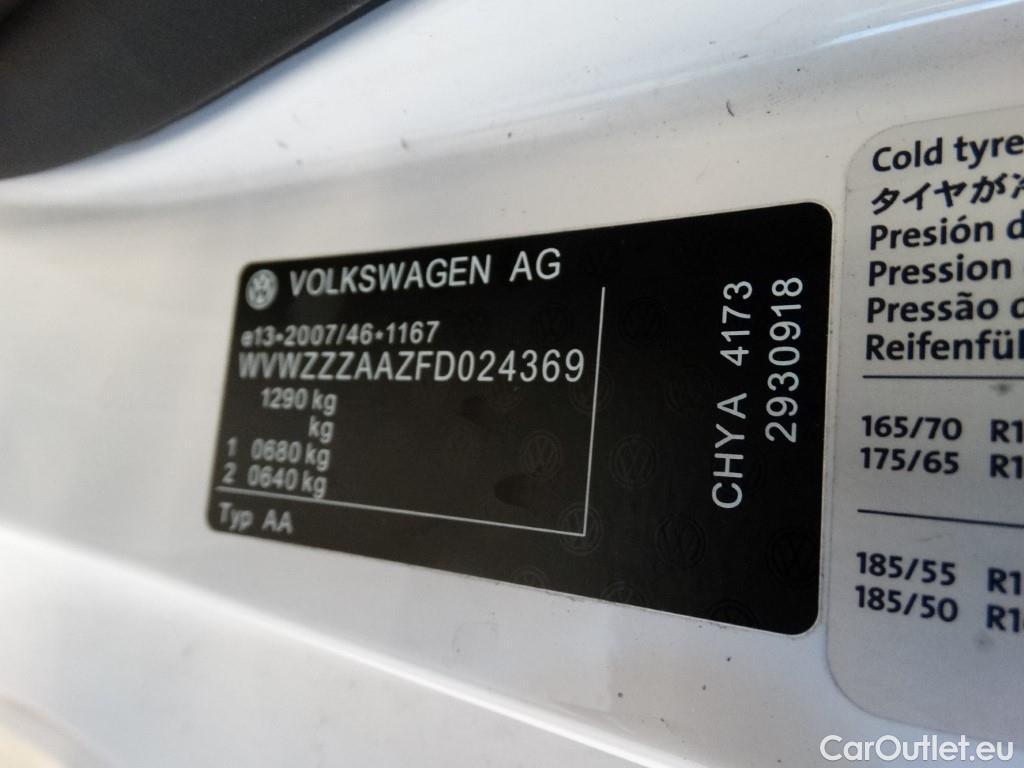 VOLKSWAGEN AG
e13*2007/46*1167
WVWZZZAAZFD024369
1290 kg
kg
1 0680 kg
2 0640 kg
Typ AA
CHYA 4173
2930918
Cold tyre
タイヤが冷
Presión d
Pression
Pressão d
Reifenfül
165/70 R1
175/65 R1
185/55 R1
185/50 R1
CarOutlet.eu